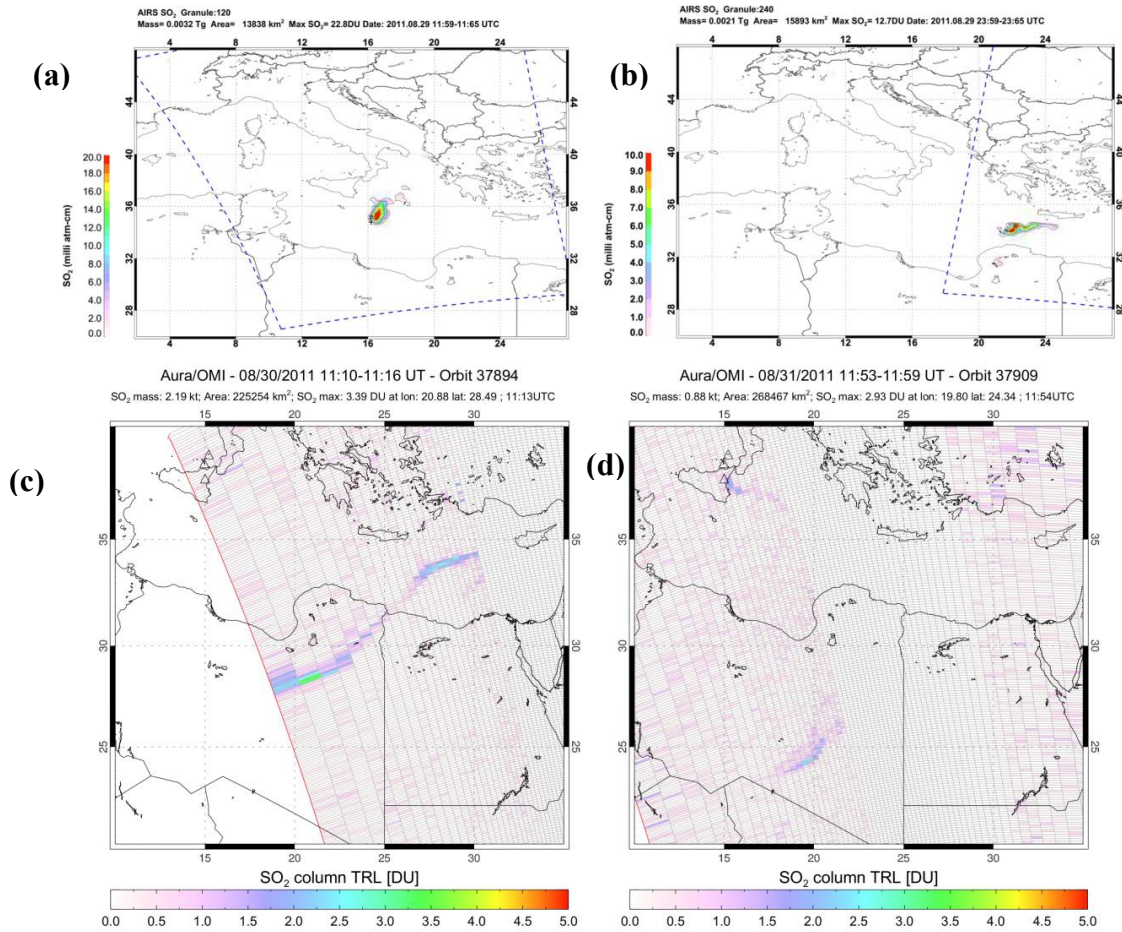 AIRS SO2 Granule:120
Mass= 0.0032 Tg Area= 13838 km2 Max SO2= 22.8DU Date: 2011.08.29 11:59-11:65 UTC
(a)
4 8 12 16 20 24
44
40
36
32
28
44
40
36
32
28
4 8 12 16 20 24
SO2 (milli atm-cm)
20.0
18.0
16.0
14.0
12.0
10.0
8.0
6.0
4.0
2.0
0.0
AIRS SO2 Granule:240
Mass= 0.0021 Tg Area= 15893 km2 Max SO2= 12.7DU Date: 2011.08.29 23:59-23:65 UTC
(b)
4 8 12 16 20 24
44
40
36
32
28
44
40
36
32
28
4 8 12 16 20 24
SO2 (milli atm-cm)
10.0
9.0
8.0
7.0
6.0
5.0
4.0
3.0
2.0
1.0
0.0
Aura/OMI - 08/30/2011 11:10-11:16 UT - Orbit 37894
SO2 mass: 2.19 kt; Area: 225254 km2; SO2 max: 3.39 DU at lon: 20.88 lat: 28.49 ; 11:13UTC
(c)
15 20 25 30
35
30
25
35
30
25
15 20 25 30
SO2 column TRL [DU]
0.0 0.5 1.0 1.5 2.0 2.5 3.0 3.5 4.0 4.5 5.0
Aura/OMI - 08/31/2011 11:53-11:59 UT - Orbit 37909
SO2 mass: 0.88 kt; Area: 268467 km2; SO2 max: 2.93 DU at lon: 19.80 lat: 24.34 ; 11:54UTC
(d)
15 20 25 30
35
30
25
35
30
25
15 20 25 30
SO2 column TRL [DU]
0.0 0.5 1.0 1.5 2.0 2.5 3.0 3.5 4.0 4.5 5.0